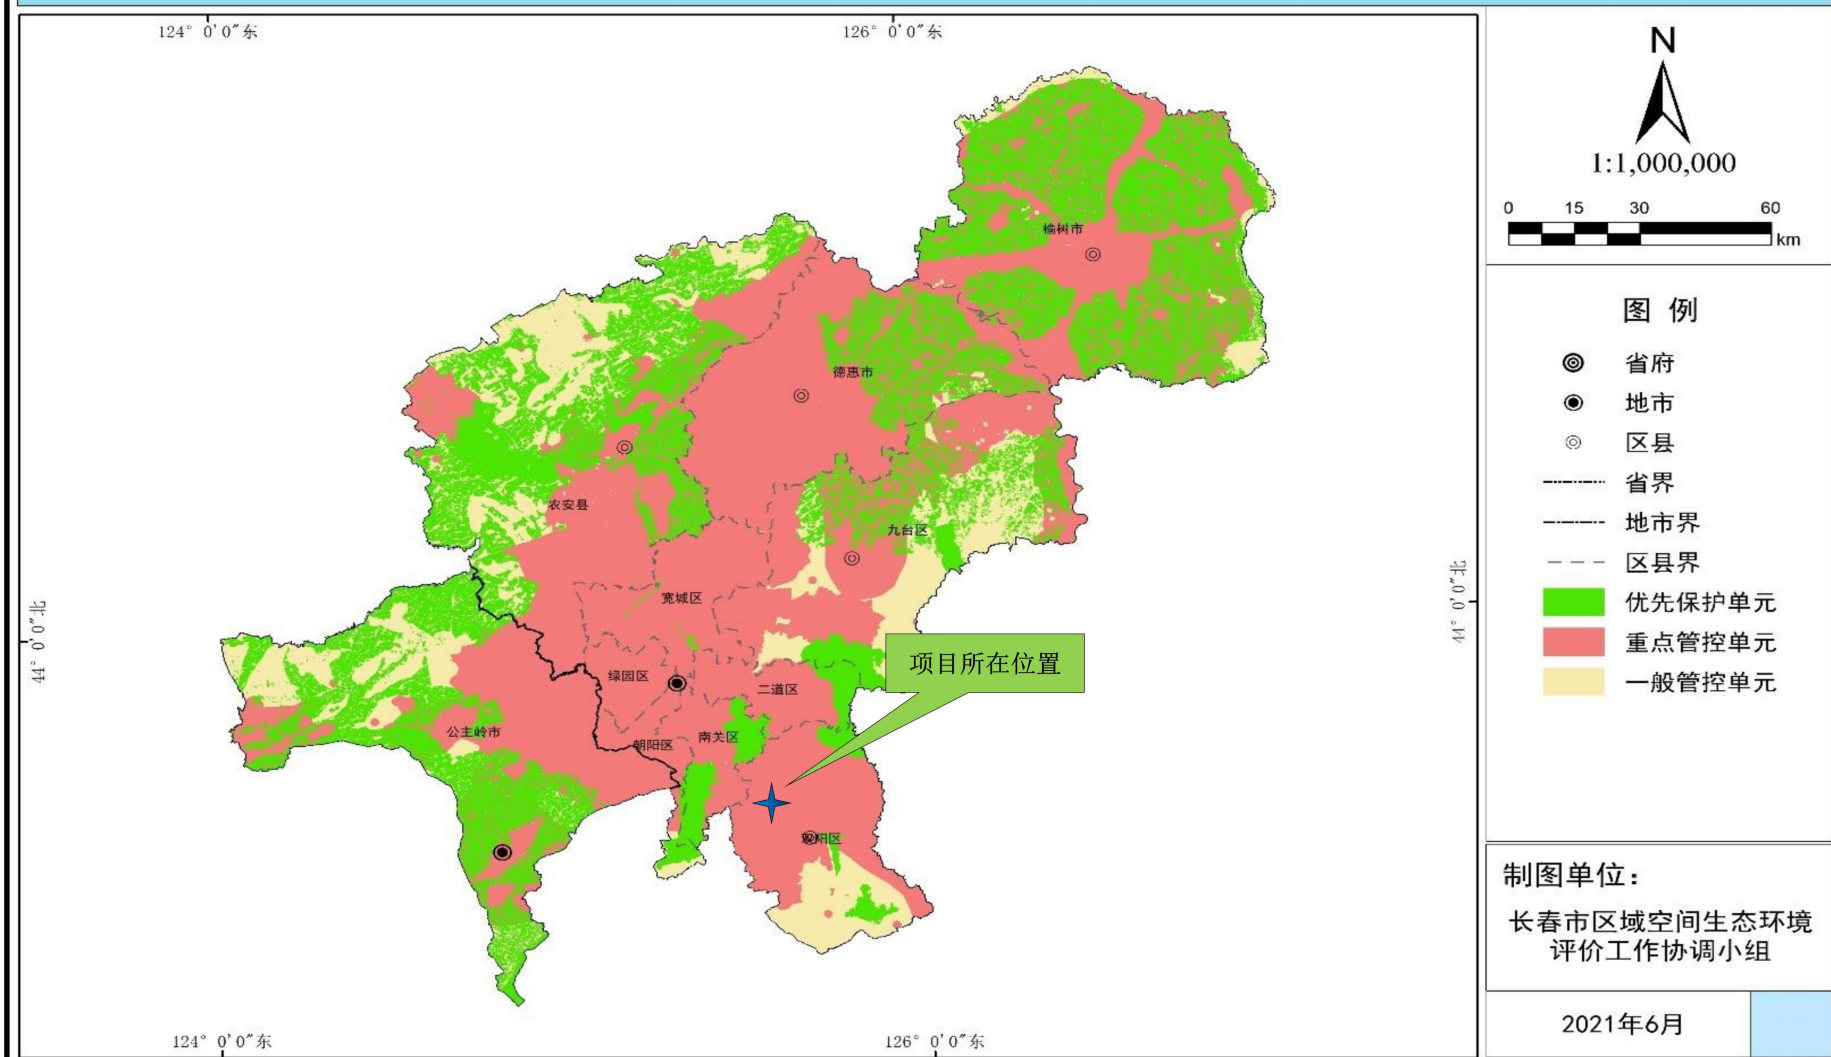 124° 0′0″东
126° 0′0″东
N
1:1,000,000
0 15 30 60
km
榆树市
德惠市
农安县
九台区
宽城区
绿园区
二道区
项目所在位置
公主岭市
朝阳区
南关区
双阳区
44° 0′0″北
44° 0′0″北
图 例
省府
地市
区县
省界
地市界
区县界
优先保护单元
重点管控单元
一般管控单元
制图单位：
长春市区域空间生态环境
评价工作协调小组
2021年6月
124° 0′0″东
126° 0′0″东